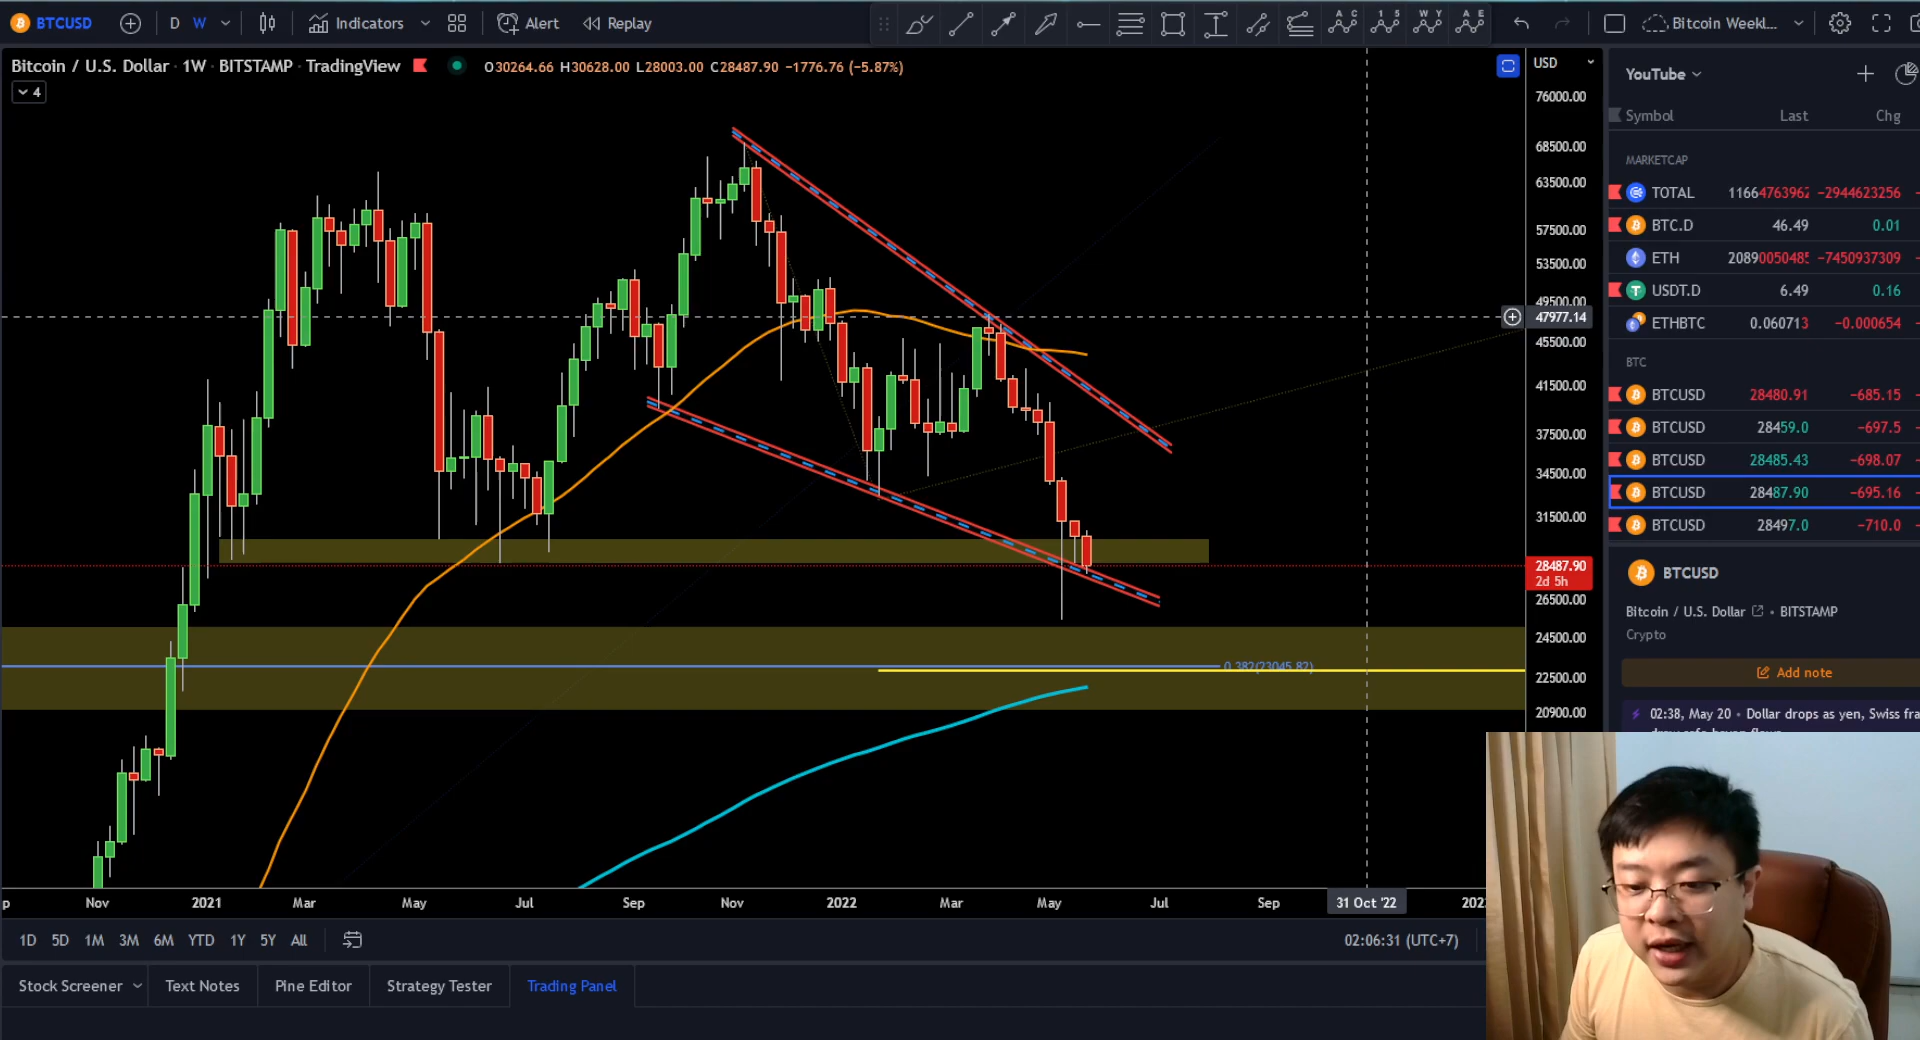 BTCUSD D W Indicators Alert Replay Bitcoin Weekl...
Bitcoin / U.S. Dollar · 1W · BITSTAMP · TradingView O30264.66 H30628.00 L28003.00 C28487.90 −1776.76 (−5.87%)
4
USD
76000.00
68500.00
63500.00
57500.00
53500.00
49500.00
47977.14
45500.00
41500.00
37500.00
34500.00
31500.00
28487.90
2d 5h
26500.00
24500.00
0.382(23045.82)
22500.00
20900.00
Nov 2021 Mar May Jul Sep Nov 2022 Mar May Jul Sep 31 Oct '22
1D 5D 1M 3M 6M YTD 1Y 5Y All 02:06:31 (UTC+7)
Stock Screener Text Notes Pine Editor Strategy Tester Trading Panel
YouTube
Symbol Last Chg
MARKETCAP
TOTAL 11664763962 −2944623256
BTC.D 46.49 0.01
ETH 20890050485 −7450937309
USDT.D 6.49 0.16
ETHBTC 0.060713 −0.000654
BTC
BTCUSD 28480.91 −685.15
BTCUSD 28459.0 −697.5
BTCUSD 28485.43 −698.07
BTCUSD 28487.90 −695.16
BTCUSD 28497.0 −710.0
BTCUSD
Bitcoin / U.S. Dollar • BITSTAMP
Crypto
Add note
02:38, May 20 • Dollar drops as yen, Swiss fra